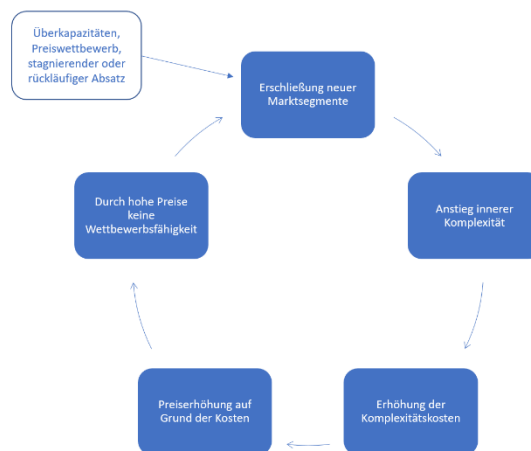 Überkapazitäten,
Preiswettbewerb,
stagnierender oder
rückläufiger Absatz
Erschließung neuer
Marktsegmente
Anstieg innerer
Komplexität
Erhöhung der
Komplexitätskosten
Preiserhöhung auf
Grund der Kosten
Durch hohe Preise
keine
Wettbewerbsfähigkeit